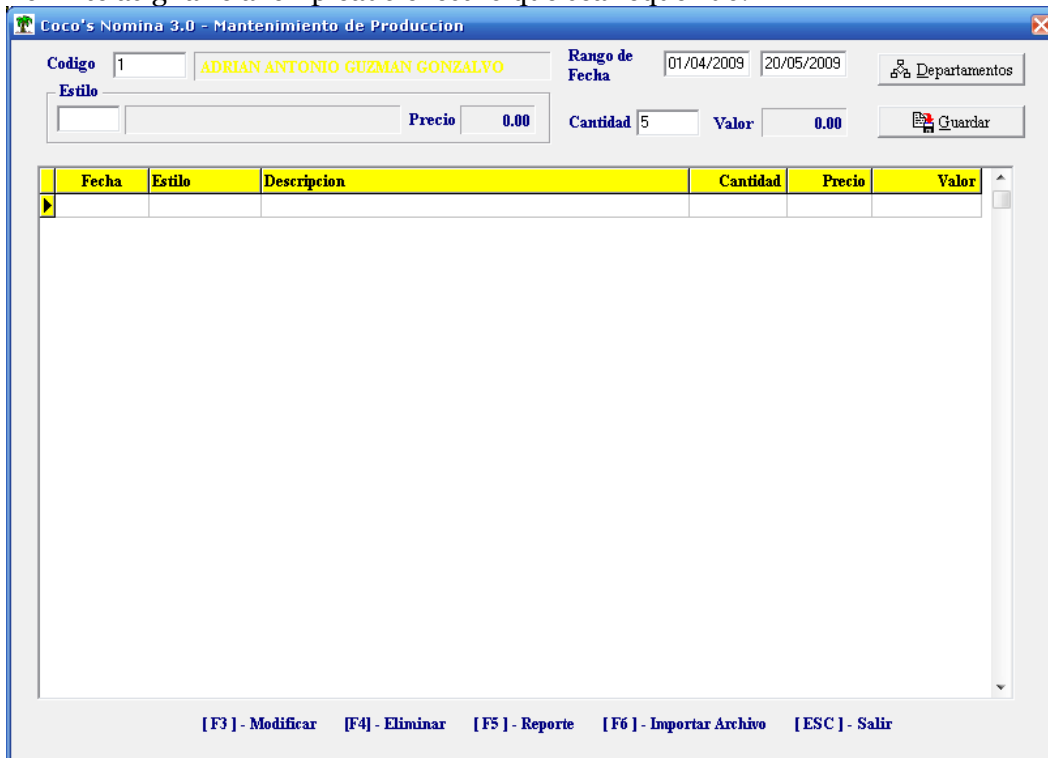 Coco's Nomina 3.0 - Mantenimiento de Produccion
Codigo 1 ADRIAN ANTONIO GUZMAN GONZALVO Rango de Fecha 01/04/2009 20/05/2009 Departamentos
Estilo
Precio 0.00 Cantidad 5 Valor 0.00 Guardar
Fecha Estilo Descripcion Cantidad Precio Valor
[ F3 ] - Modificar [F4] - Eliminar [ F5 ] - Reporte [ F6 ] - Importar Archivo [ ESC ] - Salir